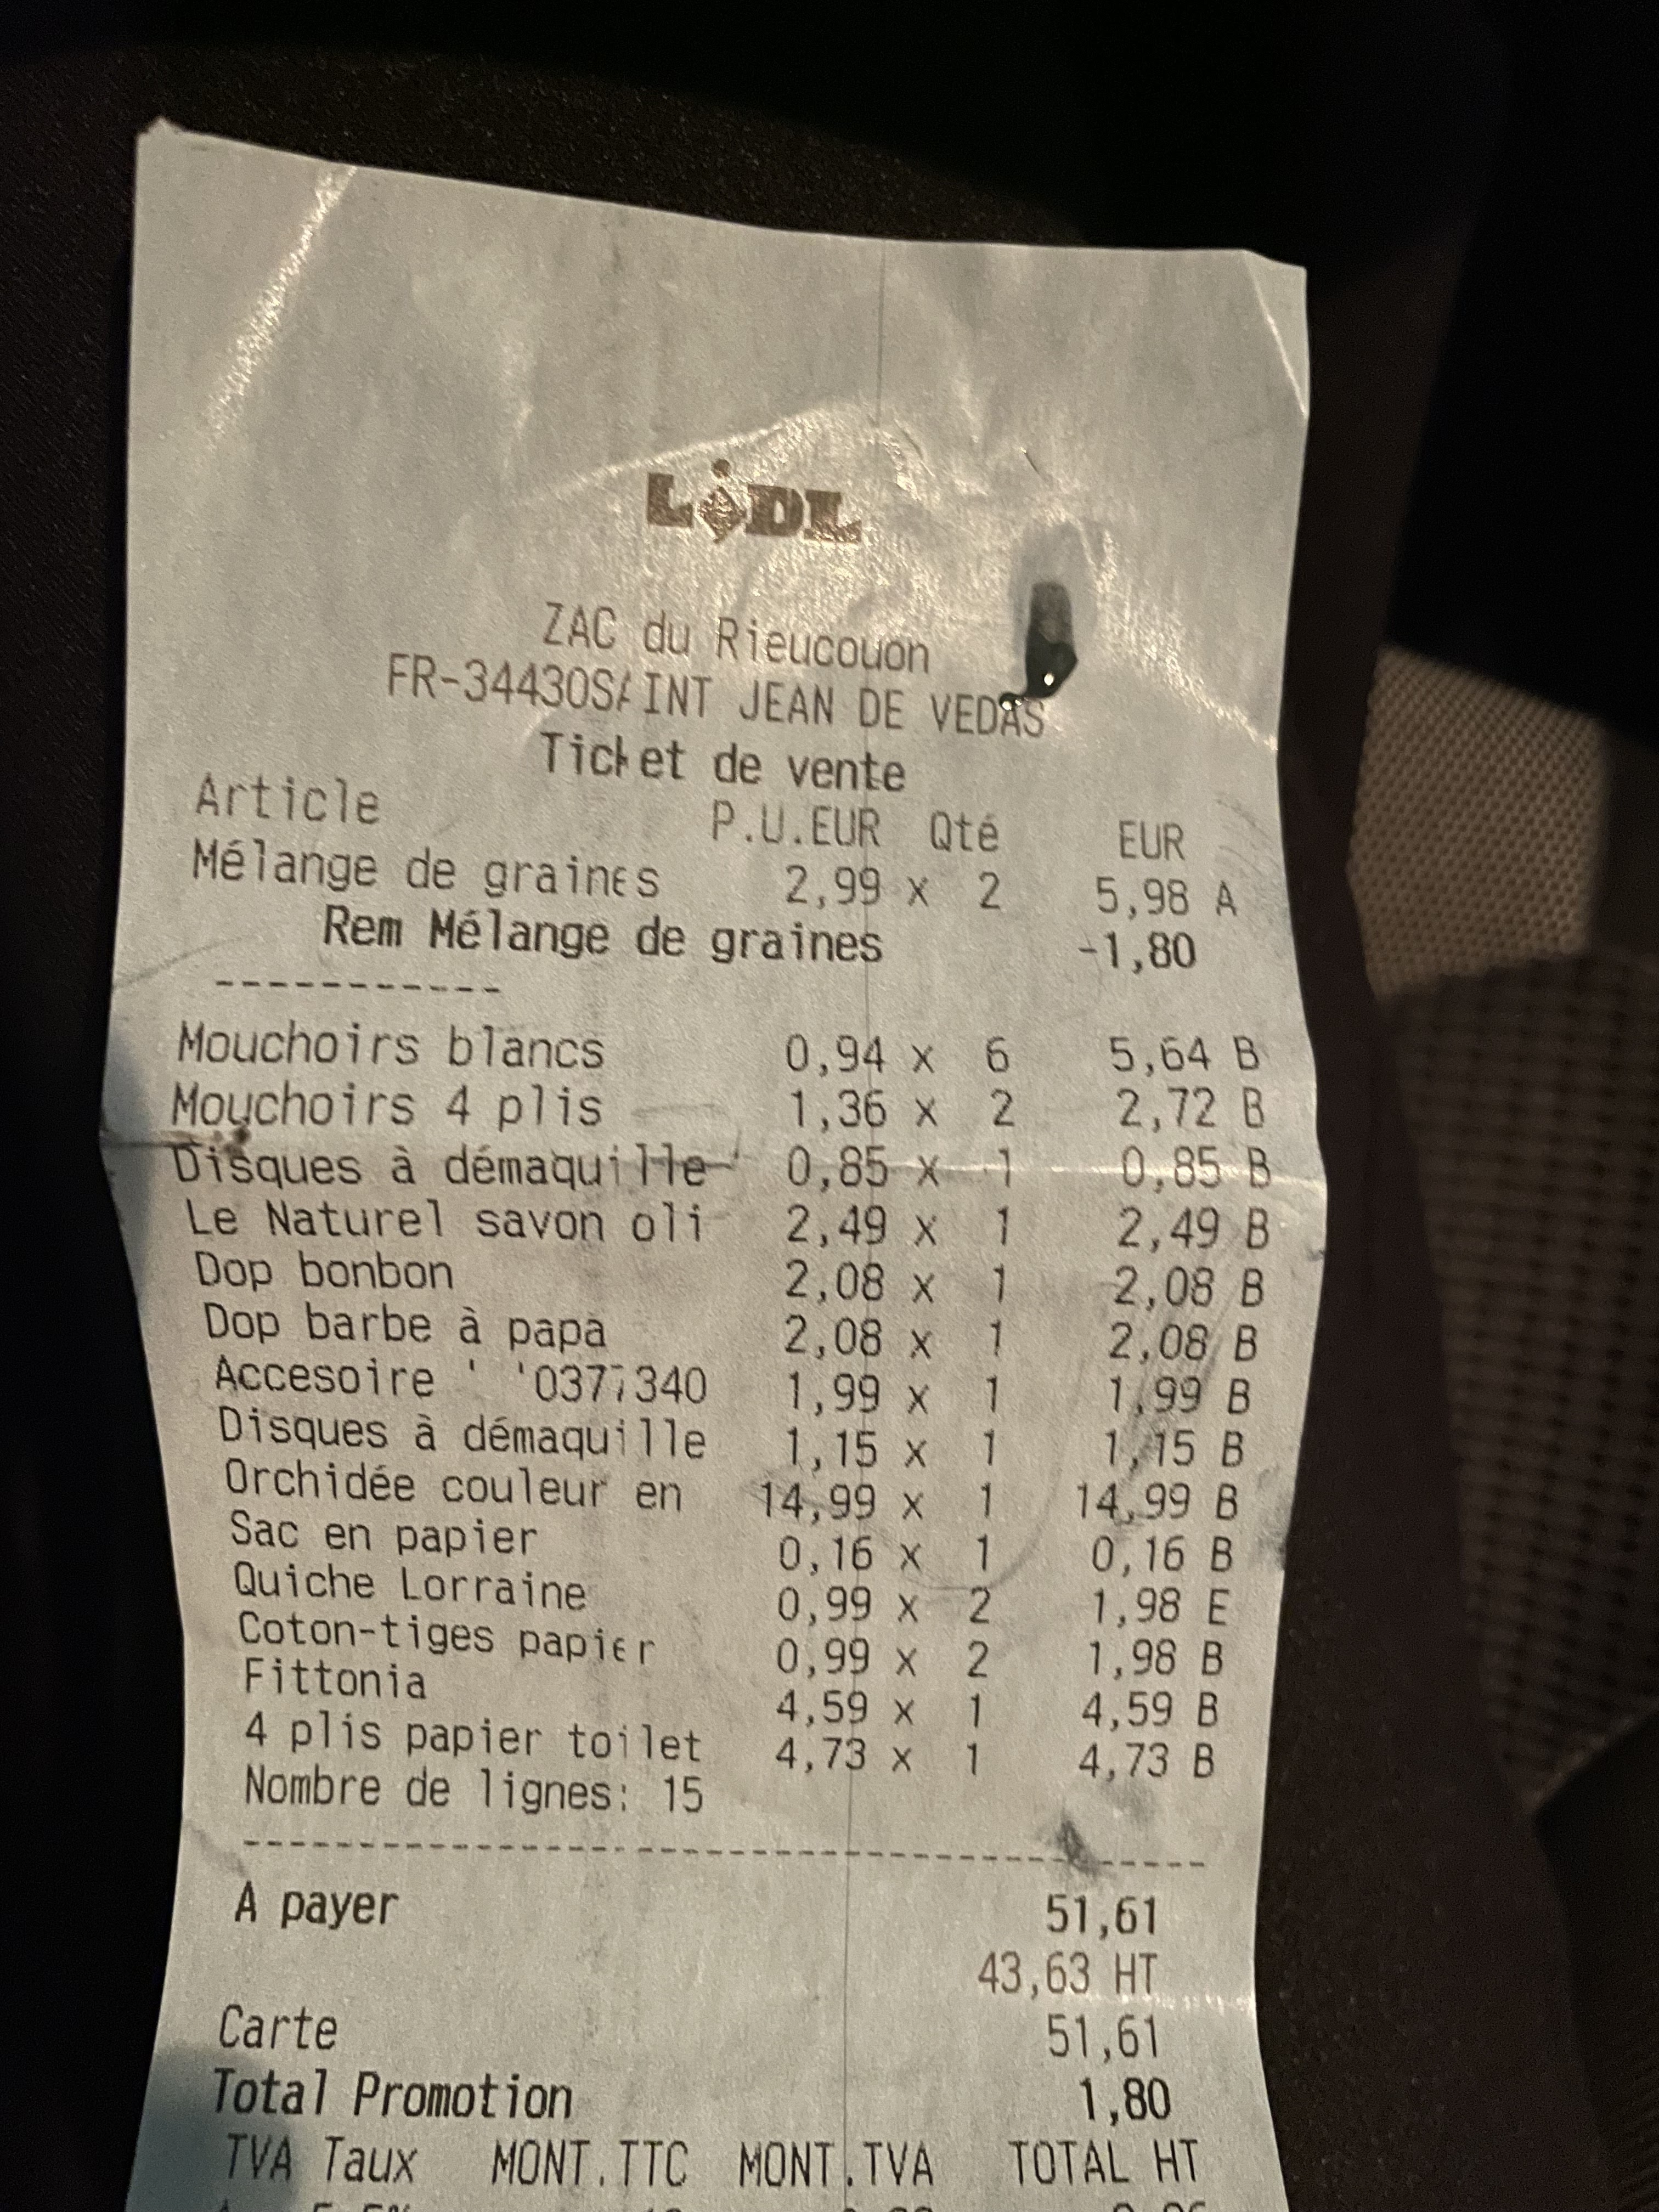 LIDL
ZAC du Rieucouon
FR-34430SAINT JEAN DE VEDAS
Ticket de vente
Article P.U.EUR Qté EUR
Mélange de graines 2,99 x 2 5,98 A
Rem Mélange de graines -1,80
-----------
Mouchoirs blancs 0,94 x 6 5,64 B
Mouchoirs 4 plis 1,36 x 2 2,72 B
Disques à démaquille 0,85 x 1 0,85 B
Le Naturel savon oli 2,49 x 1 2,49 B
Dop bonbon 2,08 x 1 2,08 B
Dop barbe à papa 2,08 x 1 2,08 B
Accesoire ' '0377340 1,99 x 1 1,99 B
Disques à démaquille 1,15 x 1 1,15 B
Orchidée couleur en 14,99 x 1 14,99 B
Sac en papier 0,16 x 1 0,16 B
Quiche Lorraine 0,99 x 2 1,98 E
Coton-tiges papier 0,99 x 2 1,98 B
Fittonia 4,59 x 1 4,59 B
4 plis papier toilet 4,73 x 1 4,73 B
Nombre de lignes: 15
A payer 51,61
43,63 HT
Carte 51,61
Total Promotion 1,80
TVA Taux MONT.TTC MONT.TVA TOTAL HT